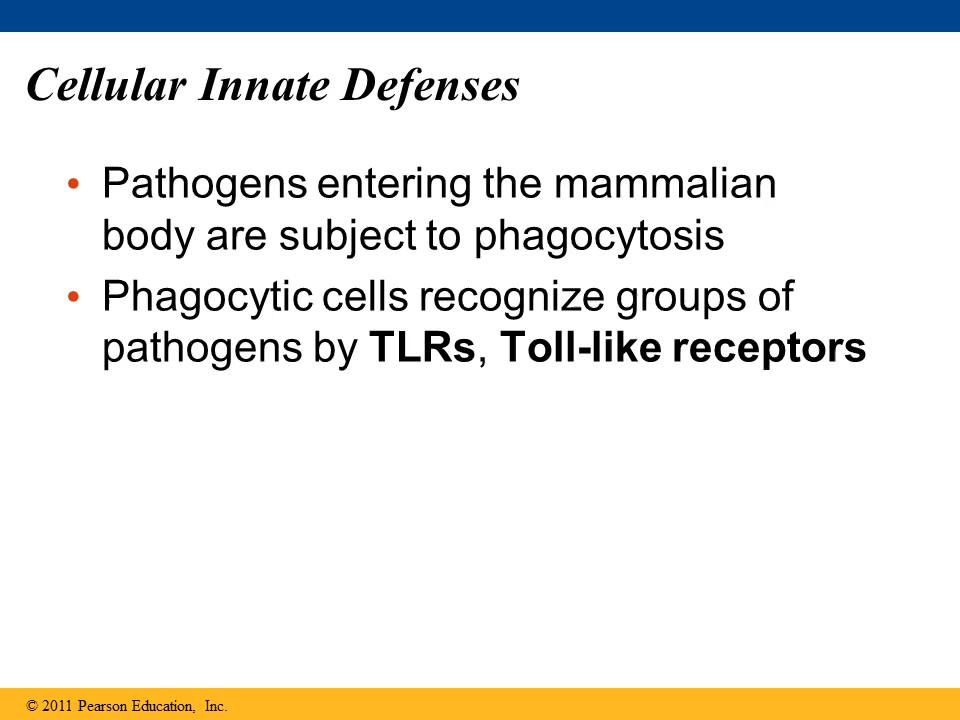 Cellular Innate Defenses
• Pathogens entering the mammalian
body are subject to phagocytosis
• Phagocytic cells recognize groups of
pathogens by TLRs, Toll-like receptors
© 2011 Pearson Education, Inc.